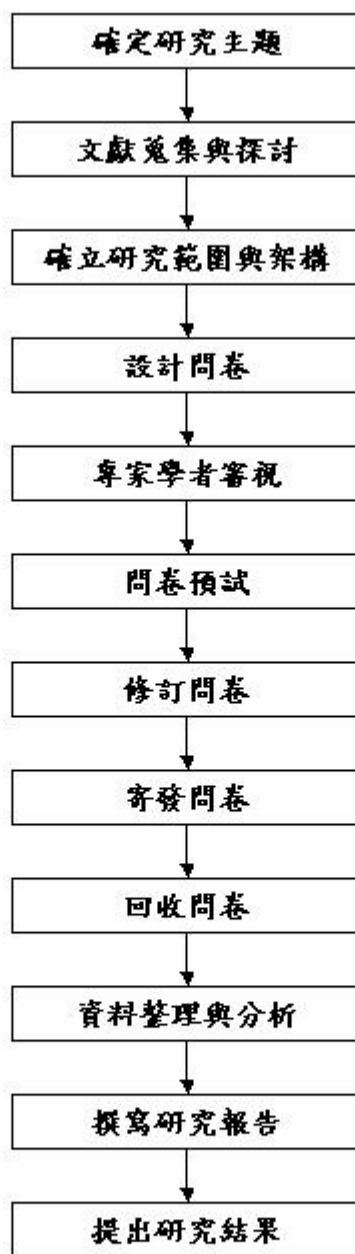 確定研究主題
文獻蒐集與探討
確立研究範圍與架構
設計問卷
專家學者審視
問卷預試
修訂問卷
寄發問卷
回收問卷
資料整理與分析
撰寫研究報告
提出研究結果